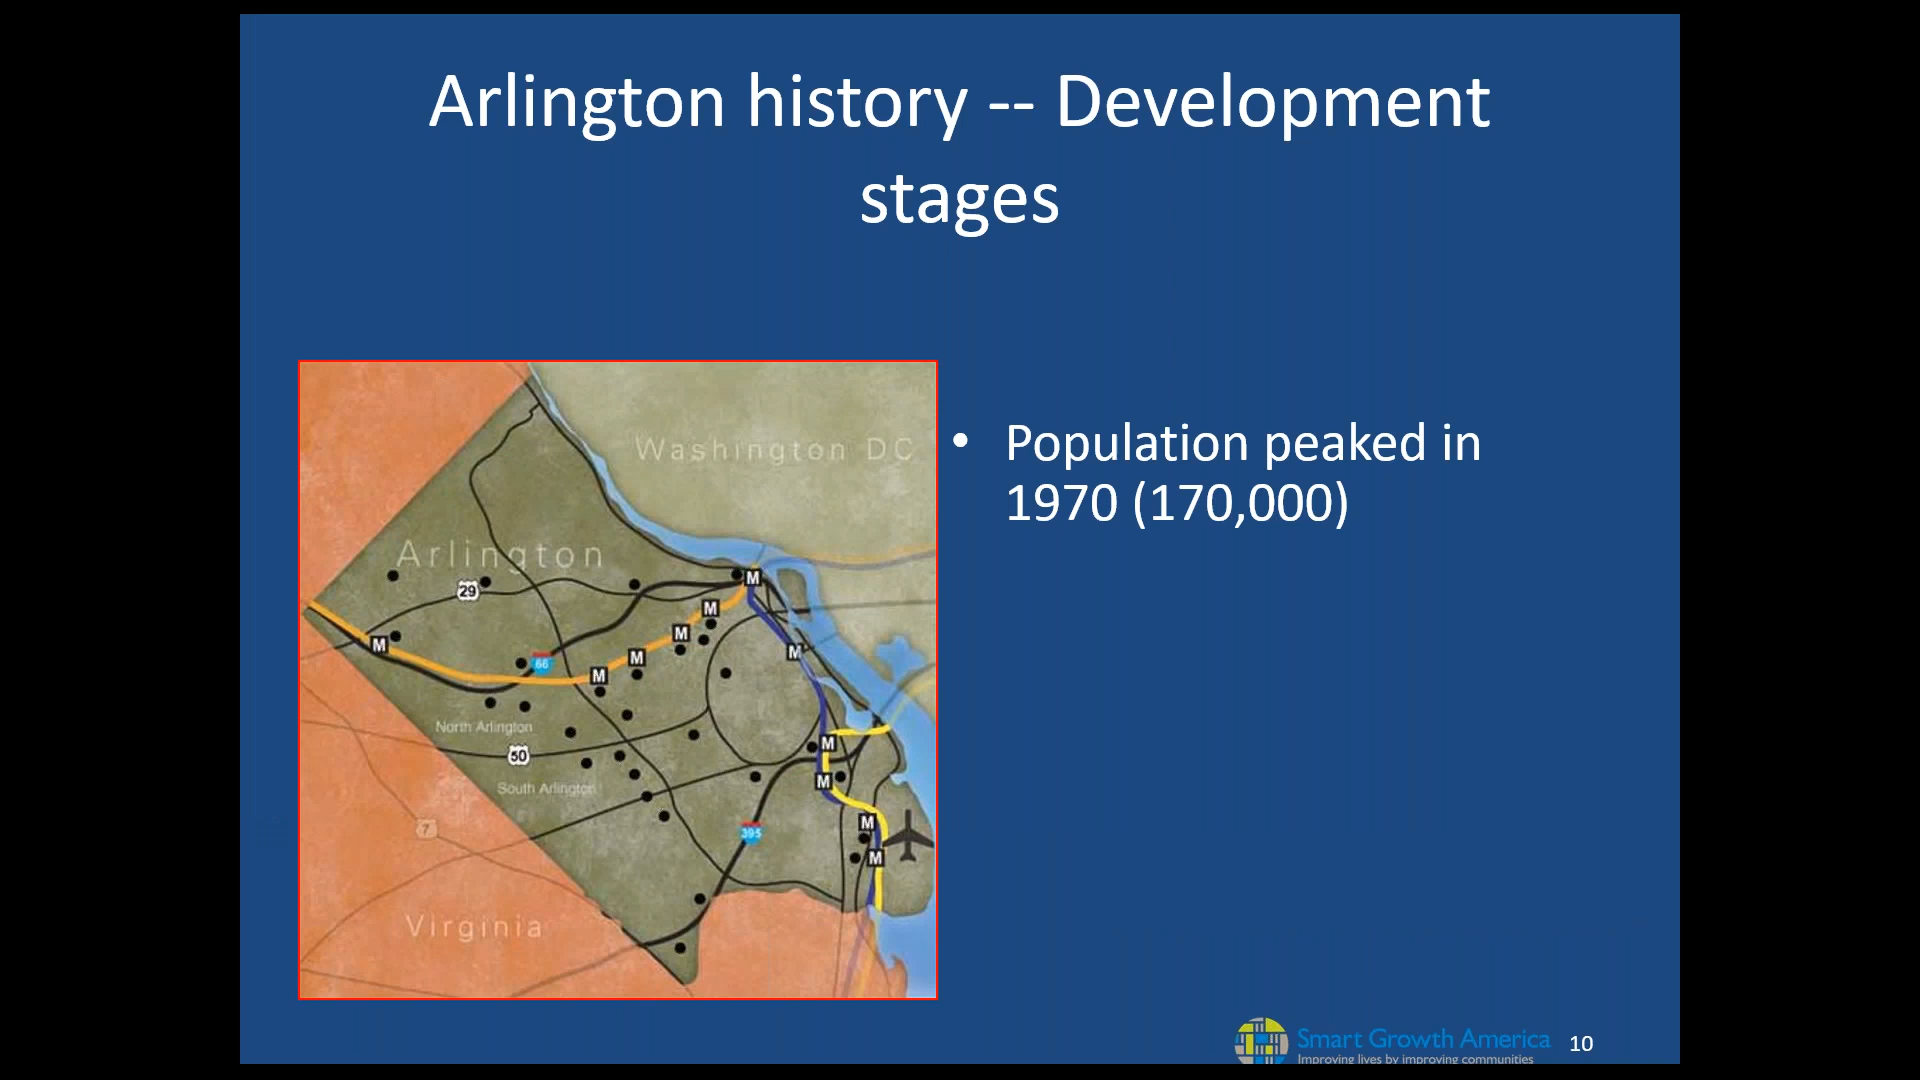 Arlington history -- Development
stages
Washington DC
Arlington
29
M
M
M
M
M
M
66
M
North Arlington
50
South Arlington
M
M
7
395
M
M
Virginia
• Population peaked in
1970 (170,000)
Smart Growth America
Improving lives by improving communities
10